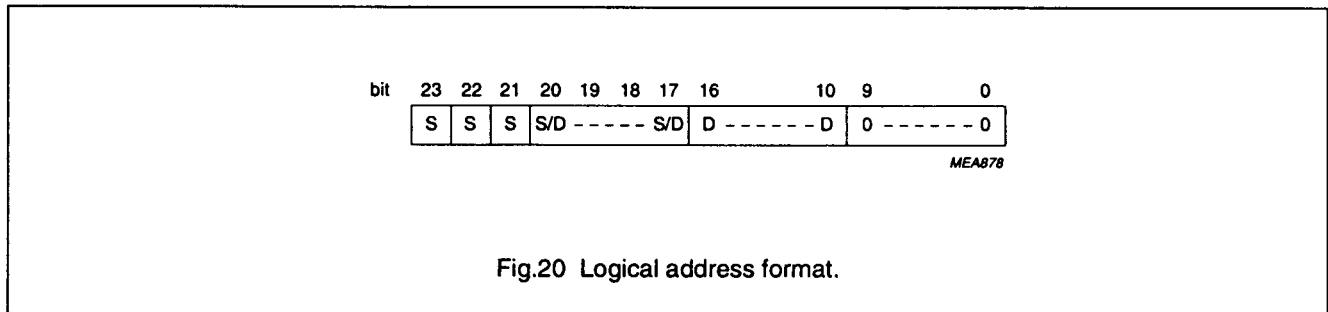 bit 23 22 21 20 19 18 17 16 10 9 0
S S S S/D - - - - - S/D D - - - - - - D 0 - - - - - - 0
MEA878
Fig.20 Logical address format.